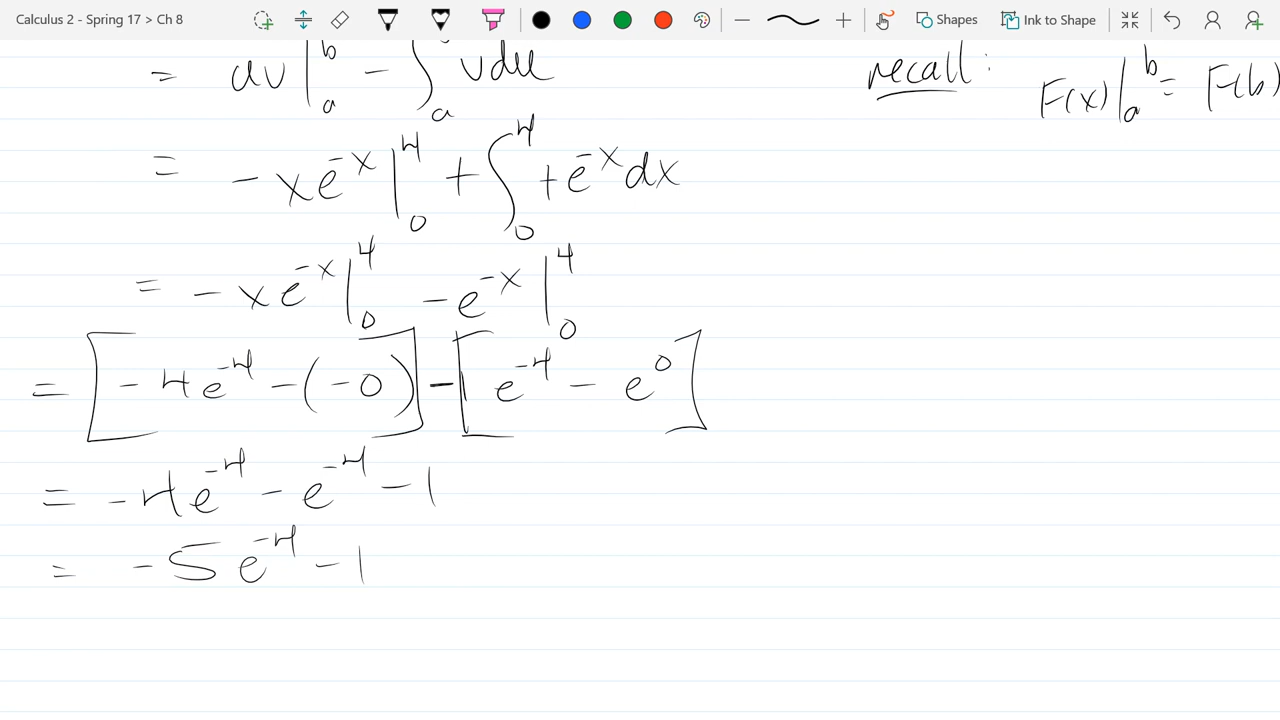 Calculus 2 - Spring 17 > Ch 8
Shapes
Ink to Shape
= uv|_a^b - ∫_a vdu
recall: F(x)|_a^b = F(b)
= -xe^-x|_0^4 + ∫_0^4 +e^-x dx
= -xe^-x|_0^4 -e^-x|_0^4
= [-4e^-4 -(-0)] - [e^-4 - e^0]
= -4e^-4 - e^-4 - 1
= -5e^-4 - 1